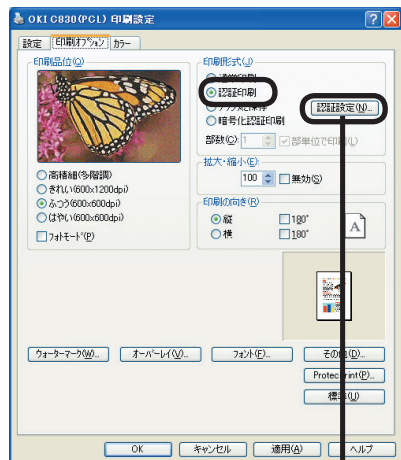 OKI C830(PCL) 印刷設定
設定 印刷オプション カラー
印刷品位(Q)
高精細(多階調)
きれい(600x1200dpi)
ふつう(600x600dpi)
はやい(600x600dpi)
フォトモード(P)
印刷形式(J)
認証印刷
認証設定(N)...
暗号化認証印刷
部数(C): 1 部単位で印刷(L)
拡大・縮小(E):
100 無効(S)
印刷の向き(R)
縦 180°
横 180°
A
ウォーターマーク(W)... オーバーレイ(V)... フォント(F)... その他(D)...
Protec rint(P)...
標準(U)
OK キャンセル 適用(A) ヘルプ